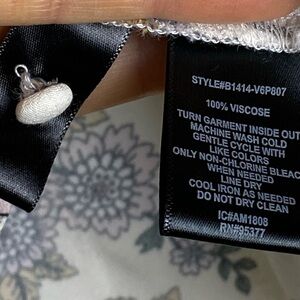 STYLE#B1414-V6P807
100% VISCOSE
TURN GARMENT INSIDE OUT
MACHINE WASH COLD
GENTLE CYCLE WITH
LIKE COLORS
ONLY NON-CHLORINE BLEACH
WHEN NEEDED
LINE DRY
COOL IRON AS NEEDED
DO NOT DRY CLEAN
IC#AM1808
RN#95377